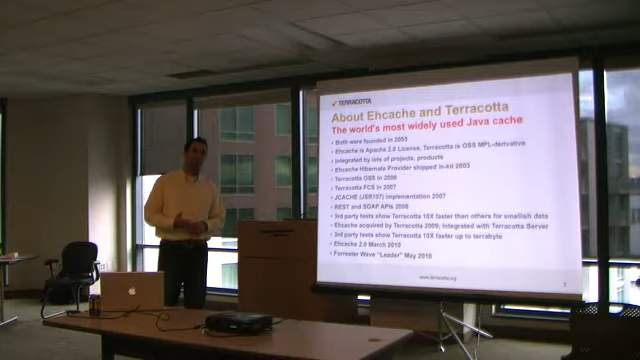 TERRACOTTA
About Ehcache and Terracotta
The world's most widely used Java cache
Both were founded in 2003
Ehcache is Apache 2.0 License, Terracotta is OSS MPL-derivative
Integrated by lots of projects, products
Ehcache Hibernate Provider shipped in-kit 2003
Terracotta OSS in 2006
Terracotta FCS in 2007
JCACHE (JSR107) implementation 2007
REST and SOAP APIs 2008
3rd party tests show Terracotta 10X faster than others for smallish data
Ehcache acquired by Terracotta 2009; Integrated with Terracotta Server
3rd party tests show Terracotta 10X faster up to terrabyte
Ehcache 2.0 March 2010
Forrester Wave "Leader" May 2010
www.terracotta.org